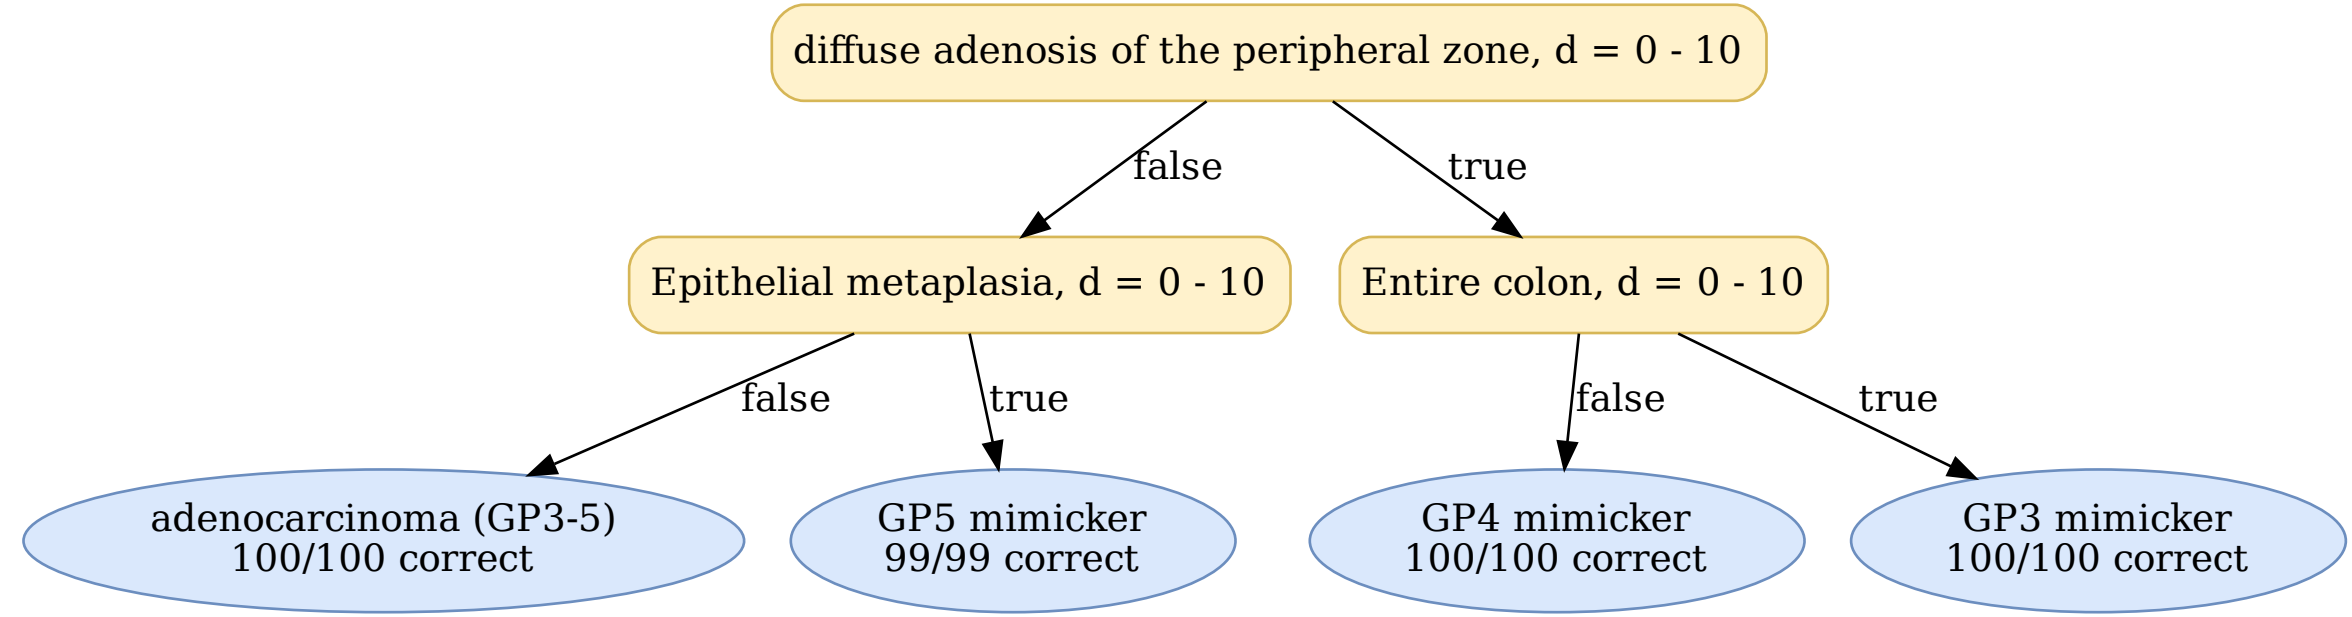 diffuse adenosis of the peripheral zone, d = 0 - 10
false
true
Epithelial metaplasia, d = 0 - 10
Entire colon, d = 0 - 10
false
true
false
true
adenocarcinoma (GP3-5)
100/100 correct
GP5 mimicker
99/99 correct
GP4 mimicker
100/100 correct
GP3 mimicker
100/100 correct